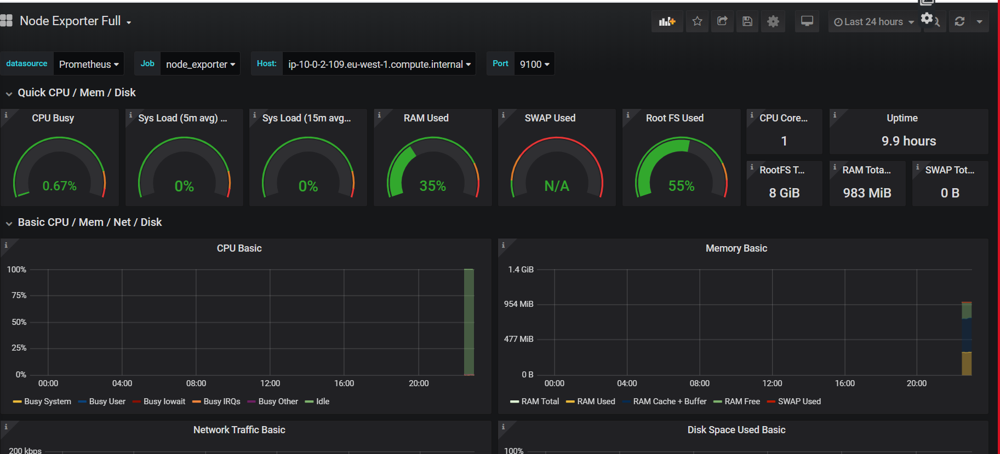 Node Exporter Full
Last 24 hours
datasource Prometheus Job node_exporter Host: ip-10-0-2-109.eu-west-1.compute.internal Port 9100
Quick CPU / Mem / Disk
CPU Busy
0.67%
Sys Load (5m avg) ...
0%
Sys Load (15m avg...
0%
RAM Used
35%
SWAP Used
N/A
Root FS Used
55%
CPU Core...
1
Uptime
9.9 hours
RootFS T...
8 GiB
RAM Tota...
983 MiB
SWAP Tot...
0 B
Basic CPU / Mem / Net / Disk
CPU Basic
100%
75%
50%
25%
0%
00:00 04:00 08:00 12:00 16:00 20:00
Busy System Busy User Busy Iowait Busy IRQs Busy Other Idle
Memory Basic
1.4 GiB
954 MiB
477 MiB
0 B
00:00 04:00 08:00 12:00 16:00 20:00
RAM Total RAM Used RAM Cache + Buffer RAM Free SWAP Used
Network Traffic Basic
200 kbps
Disk Space Used Basic
100%